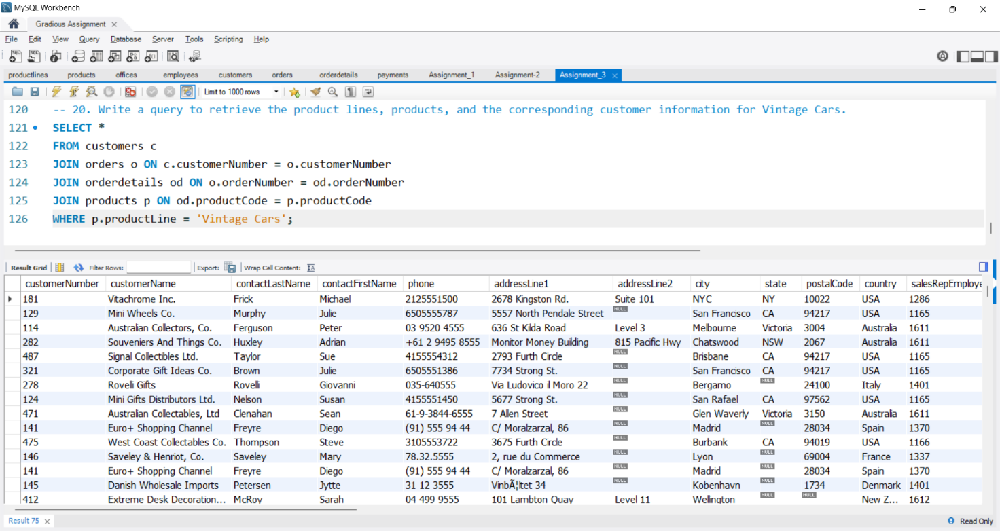 MySQL Workbench
Gradious Assignment
File Edit View Query Database Server Tools Scripting Help
productlines products offices employees customers orders orderdetails payments Assignment_1 Assignment-2 Assignment_3
Limit to 1000 rows
120 -- 20. Write a query to retrieve the product lines, products, and the corresponding customer information for Vintage Cars.
121 SELECT *
122 FROM customers c
123 JOIN orders o ON c.customerNumber = o.customerNumber
124 JOIN orderdetails od ON o.orderNumber = od.orderNumber
125 JOIN products p ON od.productCode = p.productCode
126 WHERE p.productLine = 'Vintage Cars';
Result Grid Filter Rows: Export: Wrap Cell Content:
customerNumber customerName contactLastName contactFirstName phone addressLine1 addressLine2 city state postalCode country salesRepEmploye
181 Vitachrome Inc. Frick Michael 2125551500 2678 Kingston Rd. Suite 101 NYC NY 10022 USA 1286
129 Mini Wheels Co. Murphy Julie 6505555787 5557 North Pendale Street NULL San Francisco CA 94217 USA 1165
114 Australian Collectors, Co. Ferguson Peter 03 9520 4555 636 St Kilda Road Level 3 Melbourne Victoria 3004 Australia 1611
282 Souveniers And Things Co. Huxley Adrian +61 2 9495 8555 Monitor Money Building 815 Pacific Hwy Chatswood NSW 2067 Australia 1611
487 Signal Collectibles Ltd. Taylor Sue 4155554312 2793 Furth Circle NULL Brisbane CA 94217 USA 1165
321 Corporate Gift Ideas Co. Brown Julie 6505551386 7734 Strong St. NULL San Francisco CA 94217 USA 1165
278 Rovelli Gifts Rovelli Giovanni 035-640555 Via Ludovico il Moro 22 NULL Bergamo NULL 24100 Italy 1401
124 Mini Gifts Distributors Ltd. Nelson Susan 4155551450 5677 Strong St. NULL San Rafael CA 97562 USA 1165
471 Australian Collectables, Ltd Clenahan Sean 61-9-3844-6555 7 Allen Street NULL Glen Waverly Victoria 3150 Australia 1611
141 Euro+ Shopping Channel Freyre Diego (91) 555 94 44 C/ Moralzarzal, 86 NULL Madrid NULL 28034 Spain 1370
475 West Coast Collectables Co. Thompson Steve 3105553722 3675 Furth Circle NULL Burbank CA 94019 USA 1166
146 Saveley & Henriot, Co. Saveley Mary 78.32.5555 2, rue du Commerce NULL Lyon NULL 69004 France 1337
141 Euro+ Shopping Channel Freyre Diego (91) 555 94 44 C/ Moralzarzal, 86 NULL Madrid NULL 28034 Spain 1370
145 Danish Wholesale Imports Petersen Jytte 31 12 3555 VinbÃ¦ltet 34 NULL Kobenhavn NULL 1734 Denmark 1401
412 Extreme Desk Decoration... McRoy Sarah 04 499 9555 101 Lambton Quay Level 11 Wellington NULL NULL New Z... 1612
Result 75 Read Only